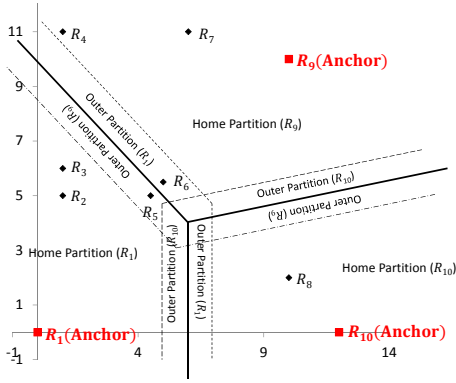 11
R₄
R₇
R₉(Anchor)
9
Outer Partition (R₁)
Outer Partition (R₉)
Home Partition (R₉)
7
R₃
R₆
Outer Partition (R₁₀)
5
R₂
R₅
Outer Partition (R₉)
3
Home Partition (R₁)
Outer Partition (R₁₀)
Outer Partition (R₁)
Home Partition (R₁₀)
R₈
1
R₁(Anchor)
R₁₀(Anchor)
-1
4
9
14
-1